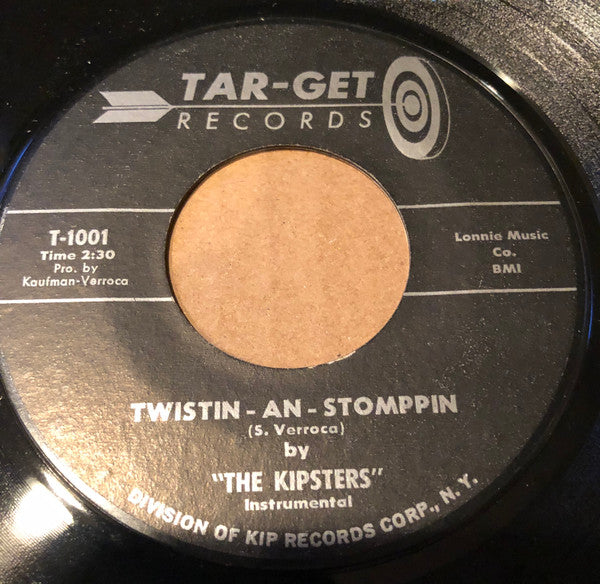 TAR-GET
RECORDS
T-1001
Time 2:30
Pro. by
Kaufman-Verroca
Lonnie Music
Co.
BMI
TWISTIN - AN - STOMPPIN
(S. Verroca)
by
"THE KIPSTERS"
Instrumental
DIVISION OF KIP RECORDS CORP., N. Y.